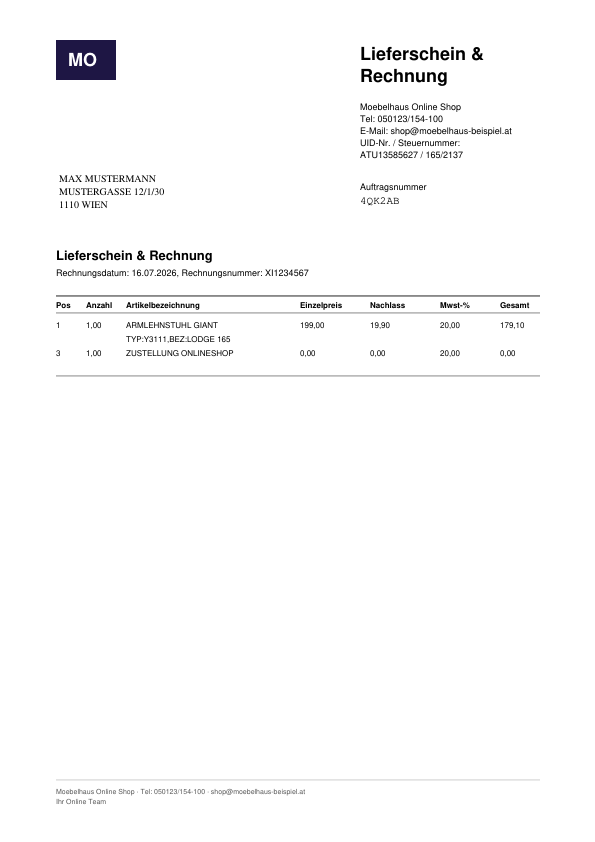 MO
Lieferschein &
Rechnung
Moebelhaus Online Shop
Tel: 050123/154-100
E-Mail: shop@moebelhaus-beispiel.at
UID-Nr. / Steuernummer:
ATU13585627 / 165/2137
MAX MUSTERMANN
MUSTERGASSE 12/1/30
1110 WIEN
Auftragsnummer
4QK2AB
Lieferschein & Rechnung
Rechnungsdatum: 16.07.2026, Rechnungsnummer: XI1234567
Pos Anzahl Artikelbezeichnung Einzelpreis Nachlass Mwst-% Gesamt
1 1,00 ARMLEHNSTUHL GIANT 199,00 19,90 20,00 179,10
TYP:Y3111,BEZ:LODGE 165
3 1,00 ZUSTELLUNG ONLINESHOP 0,00 0,00 20,00 0,00
Moebelhaus Online Shop · Tel: 050123/154-100 · shop@moebelhaus-beispiel.at
Ihr Online Team